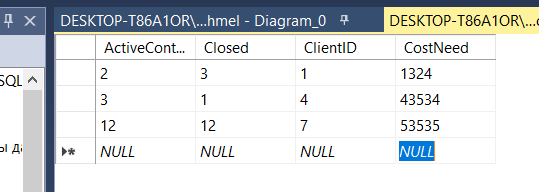 DESKTOP-T86A1OR\...hmel - Diagram_0
DESKTOP-T86A1OR\...
SQL
ы да
ActiveCont... Closed ClientID CostNeed
2 3 1 1324
3 1 4 43534
12 12 7 53535
NULL NULL NULL NULL